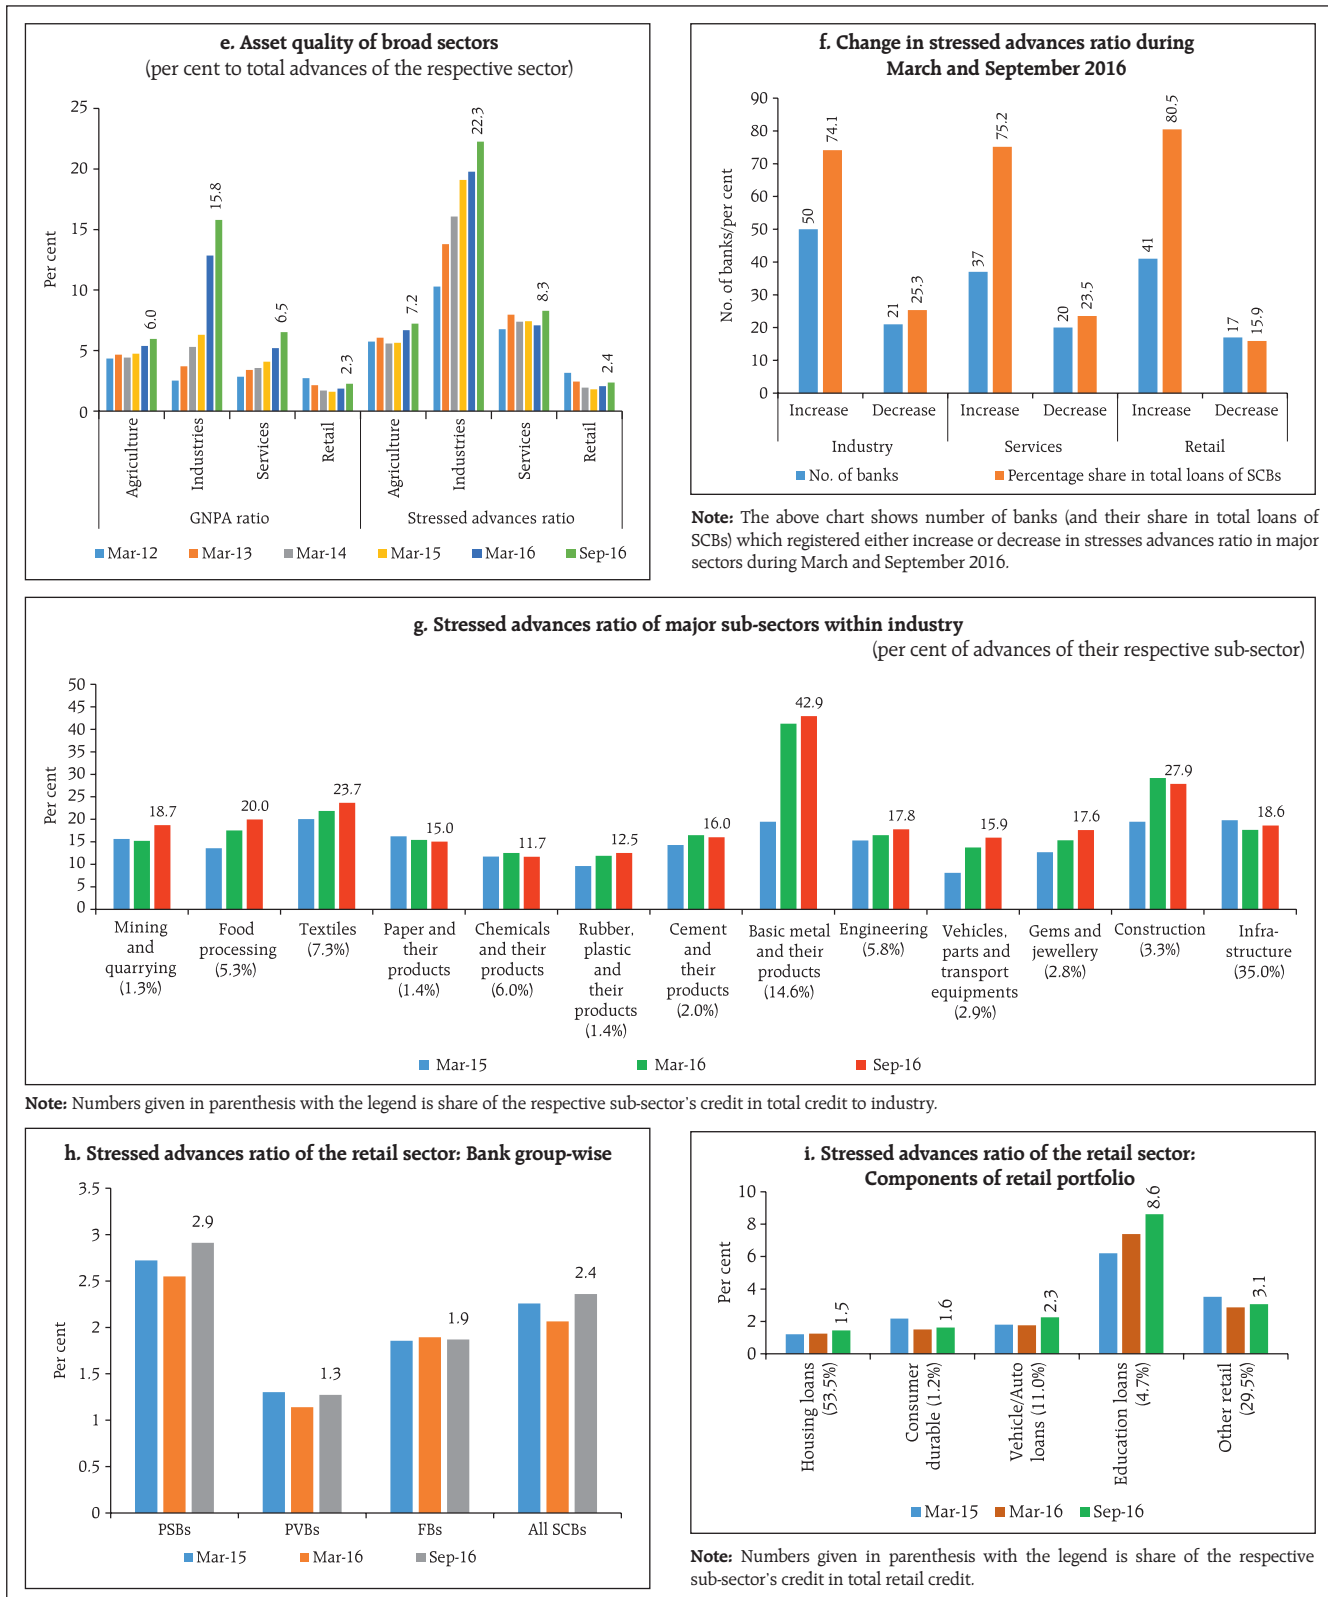 e. Asset quality of broad sectors
(per cent to total advances of the respective sector)
Per cent
25
20
15
10
5
0
6.0
15.8
6.5
2.3
7.2
22.3
8.3
2.4
Agriculture
Industries
Services
Retail
Agriculture
Industries
Services
Retail
GNPA ratio
Stressed advances ratio
Mar-12 Mar-13 Mar-14 Mar-15 Mar-16 Sep-16
f. Change in stressed advances ratio during
March and September 2016
No. of banks/per cent
90
80
70
60
50
40
30
20
10
0
50
74.1
21
25.3
37
75.2
20
23.5
41
80.5
17
15.9
Increase Decrease Increase Decrease Increase Decrease
Industry Services Retail
No. of banks Percentage share in total loans of SCBs
Note: The above chart shows number of banks (and their share in total loans of
SCBs) which registered either increase or decrease in stresses advances ratio in major
sectors during March and September 2016.
g. Stressed advances ratio of major sub-sectors within industry
(per cent of advances of their respective sub-sector)
Per cent
50
45
40
35
30
25
20
15
10
5
0
18.7
20.0
23.7
15.0
11.7
12.5
16.0
42.9
17.8
15.9
17.6
27.9
18.6
Mining
and
quarrying
(1.3%)
Food
processing
(5.3%)
Textiles
(7.3%)
Paper and
their
products
(1.4%)
Chemicals
and their
products
(6.0%)
Rubber,
plastic
and
their
products
(1.4%)
Cement
and
their
products
(2.0%)
Basic metal
and their
products
(14.6%)
Engineering
(5.8%)
Vehicles,
parts and
transport
equipments
(2.9%)
Gems and
jewellery
(2.8%)
Construction
(3.3%)
Infra-
structure
(35.0%)
Mar-15 Mar-16 Sep-16
Note: Numbers given in parenthesis with the legend is share of the respective sub-sector's credit in total credit to industry.
h. Stressed advances ratio of the retail sector: Bank group-wise
Per cent
3.5
3
2.5
2
1.5
1
0.5
0
2.9
1.3
1.9
2.4
PSBs PVBs FBs All SCBs
Mar-15 Mar-16 Sep-16
i. Stressed advances ratio of the retail sector:
Components of retail portfolio
Per cent
10
8
6
4
2
0
1.5
1.6
2.3
8.6
3.1
Housing loans
(53.5%)
Consumer
durable (1.2%)
Vehicle/Auto
loans (11.0%)
Education loans
(4.7%)
Other retail
(29.5%)
Mar-15 Mar-16 Sep-16
Note: Numbers given in parenthesis with the legend is share of the respective
sub-sector's credit in total retail credit.